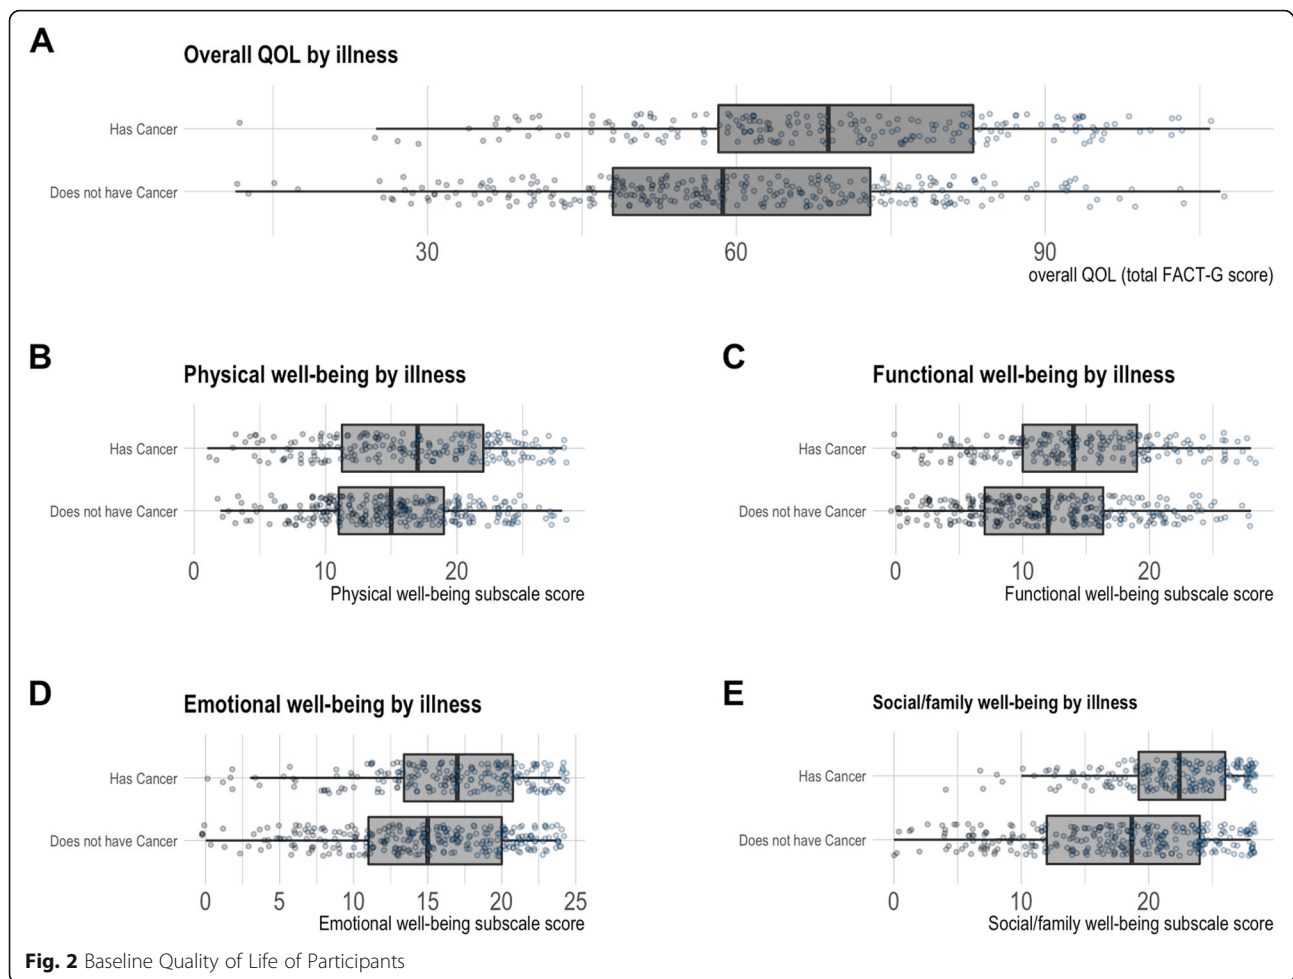 A
Overall QOL by illness
Has Cancer
Does not have Cancer
30 60 90
overall QOL (total FACT-G score)
B
Physical well-being by illness
Has Cancer
Does not have Cancer
0 10 20
Physical well-being subscale score
C
Functional well-being by illness
Has Cancer
Does not have Cancer
0 10 20
Functional well-being subscale score
D
Emotional well-being by illness
Has Cancer
Does not have Cancer
0 5 10 15 20 25
Emotional well-being subscale score
E
Social/family well-being by illness
Has Cancer
Does not have Cancer
0 10 20
Social/family well-being subscale score
Fig. 2 Baseline Quality of Life of Participants